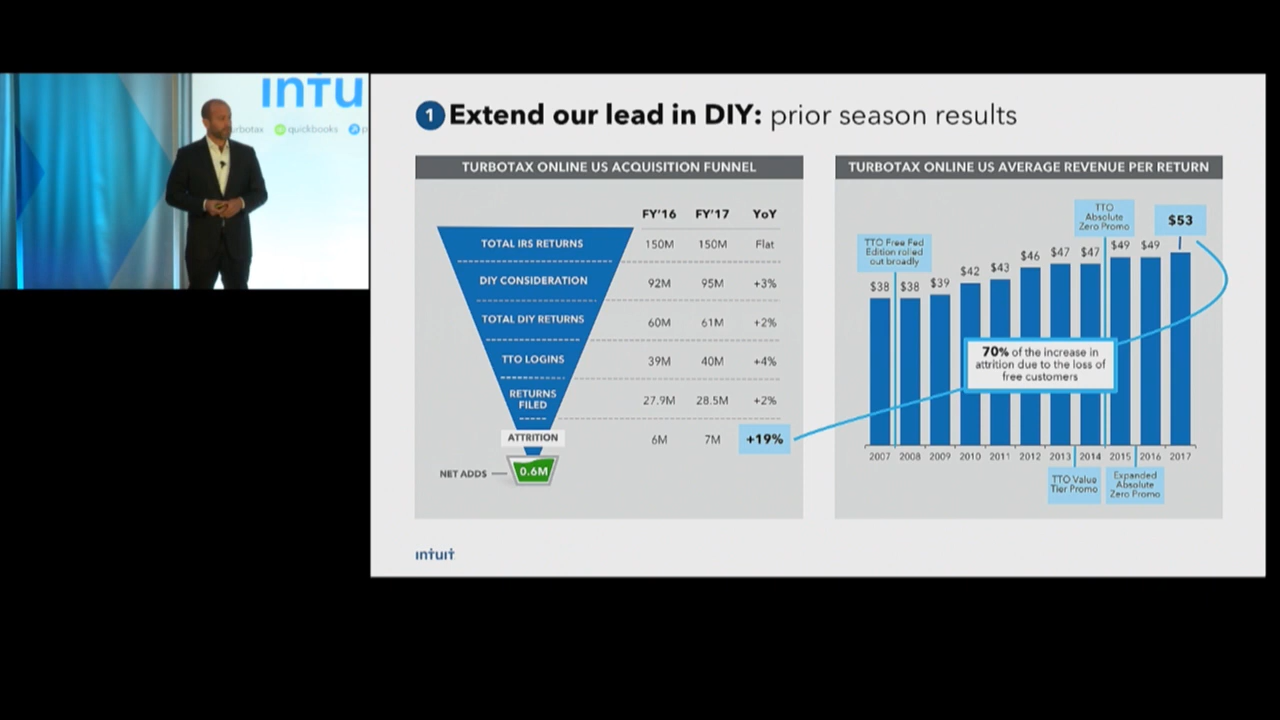 intu
urbotax quickbooks p
1 Extend our lead in DIY: prior season results
TURBOTAX ONLINE US ACQUISITION FUNNEL
FY'16 FY'17 YoY
TOTAL IRS RETURNS 150M 150M Flat
DIY CONSIDERATION 92M 95M +3%
TOTAL DIY RETURNS 60M 61M +2%
TTO LOGINS 39M 40M +4%
RETURNS
FILED 27.9M 28.5M +2%
ATTRITION 6M 7M +19%
NET ADDS 0.6M
TURBOTAX ONLINE US AVERAGE REVENUE PER RETURN
TTO Free Fed
Edition rolled
out broadly
TTO
Absolute
Zero Promo
$38 $38 $39 $42 $43 $46 $47 $47 $49 $49 $53
70% of the increase in
attrition due to the loss of
free customers
2007 2008 2009 2010 2011 2012 2013 2014 2015 2016 2017
TTO Value
Tier Promo
Expanded
Absolute
Zero Promo
intuit